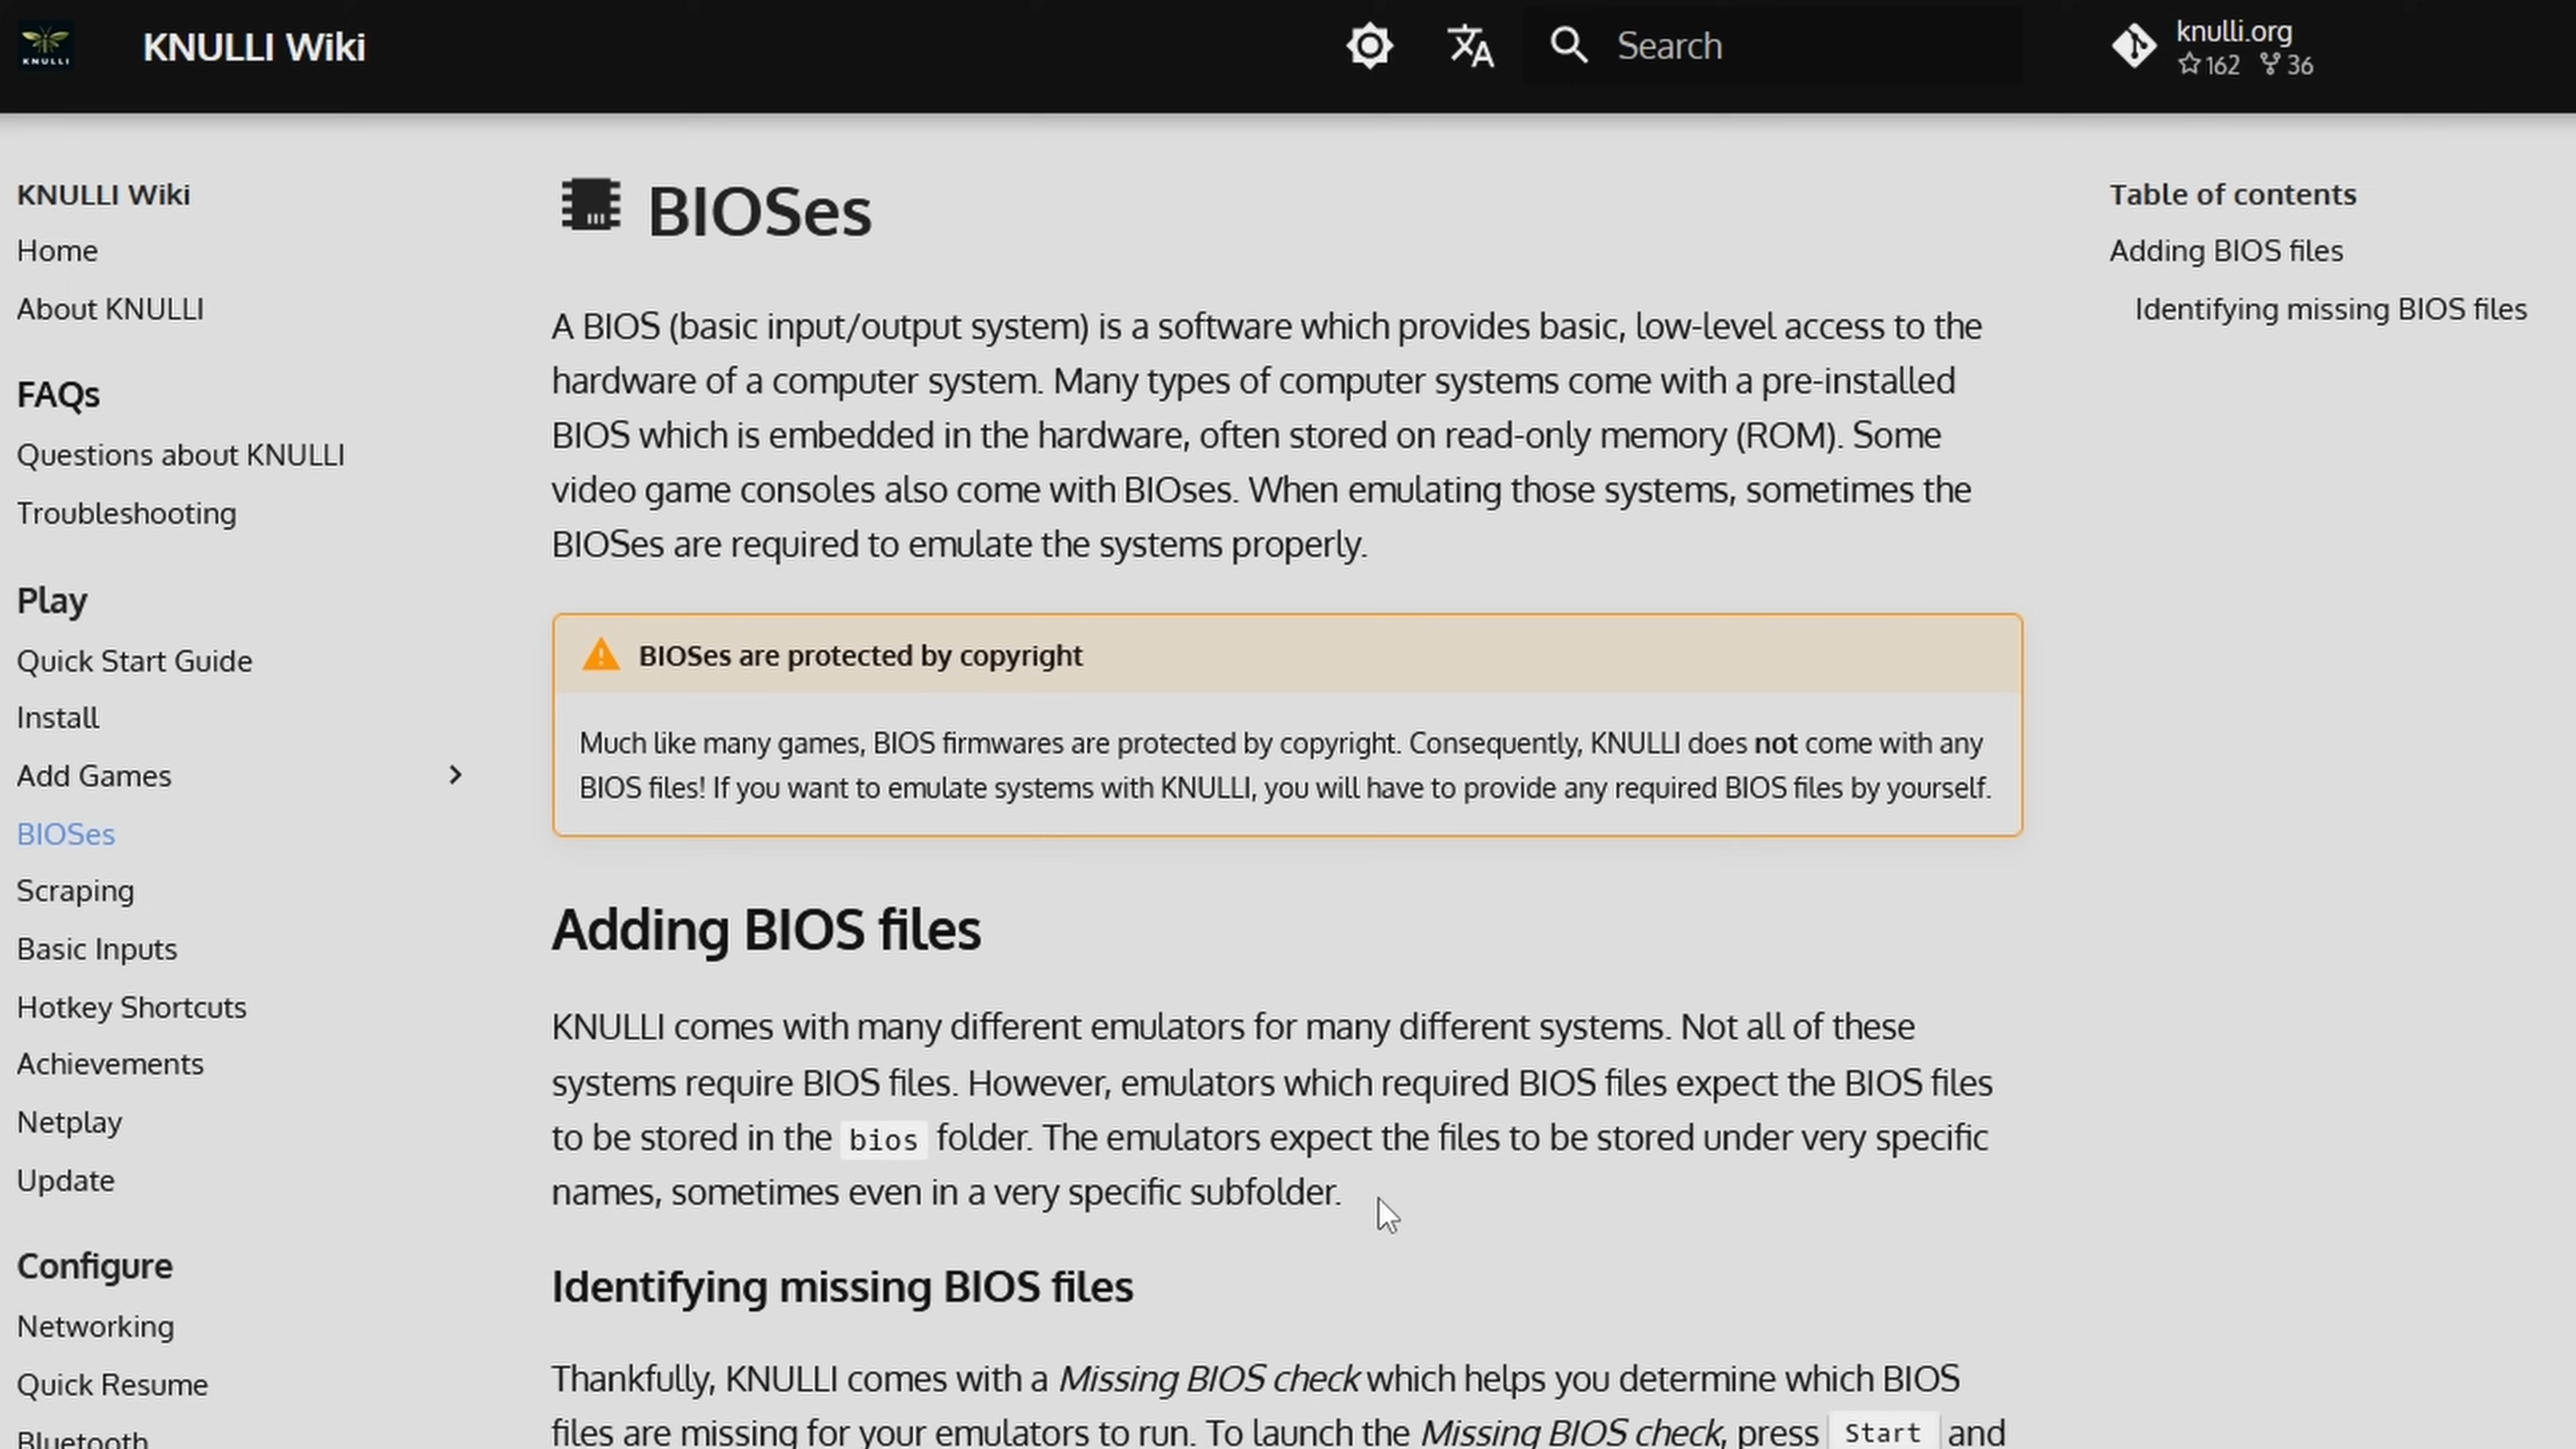 KNULLI
KNULLI Wiki
Search
knulli.org
162 36
KNULLI Wiki
Home
About KNULLI
FAQs
Questions about KNULLI
Troubleshooting
Play
Quick Start Guide
Install
Add Games
BIOSes
Scraping
Basic Inputs
Hotkey Shortcuts
Achievements
Netplay
Update
Configure
Networking
Quick Resume
Bluetooth
BIOSes
A BIOS (basic input/output system) is a software which provides basic, low-level access to the
hardware of a computer system. Many types of computer systems come with a pre-installed
BIOS which is embedded in the hardware, often stored on read-only memory (ROM). Some
video game consoles also come with BIOses. When emulating those systems, sometimes the
BIOSes are required to emulate the systems properly.
BIOSes are protected by copyright
Much like many games, BIOS firmwares are protected by copyright. Consequently, KNULLI does not come with any
BIOS files! If you want to emulate systems with KNULLI, you will have to provide any required BIOS files by yourself.
Adding BIOS files
KNULLI comes with many different emulators for many different systems. Not all of these
systems require BIOS files. However, emulators which required BIOS files expect the BIOS files
to be stored in the bios folder. The emulators expect the files to be stored under very specific
names, sometimes even in a very specific subfolder.
Identifying missing BIOS files
Thankfully, KNULLI comes with a Missing BIOS check which helps you determine which BIOS
files are missing for your emulators to run. To launch the Missing BIOS check, press Start and
Table of contents
Adding BIOS files
Identifying missing BIOS files